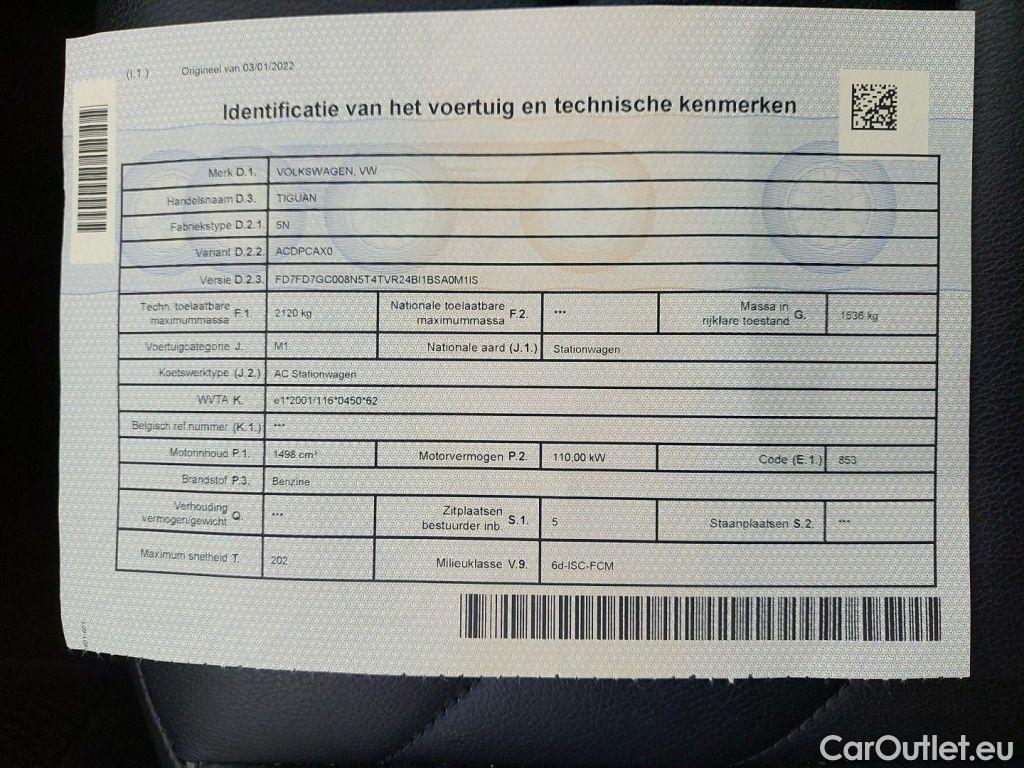 (I.1.) Origineel van 03/01/2022
Identificatie van het voertuig en technische kenmerken
Merk D.1. VOLKSWAGEN, VW
Handelsnaam D.3. TIGUAN
Fabriekstype D.2.1. 5N
Variant D.2.2. ACDPCAX0
Versie D.2.3. FD7FD7GC008N5T4TVR24BI1BSA0M1IS
Techn. toelaatbare maximummassa F.1. 2120 kg Nationale toelaatbare maximummassa F.2. *** Massa in rijklare toestand G. 1536 kg
Voertuigcategorie J. M1 Nationale aard (J.1.) Stationwagen
Koetswerktype (J.2.) AC Stationwagen
WVTA K. e1*2001/116*0450*62
Belgisch ref.nummer (K.1.) ***
Motorinhoud P.1. 1498 cm³ Motorvermogen P.2. 110,00 kW Code (E.1.) 853
Brandstof P.3. Benzine
Verhouding vermogen/gewicht Q. *** Zitplaatsen bestuurder inb. S.1. 5 Staanplaatsen S.2. ***
Maximum snelheid T. 202 Milieuklasse V.9. 6d-ISC-FCM
CarOutlet.eu